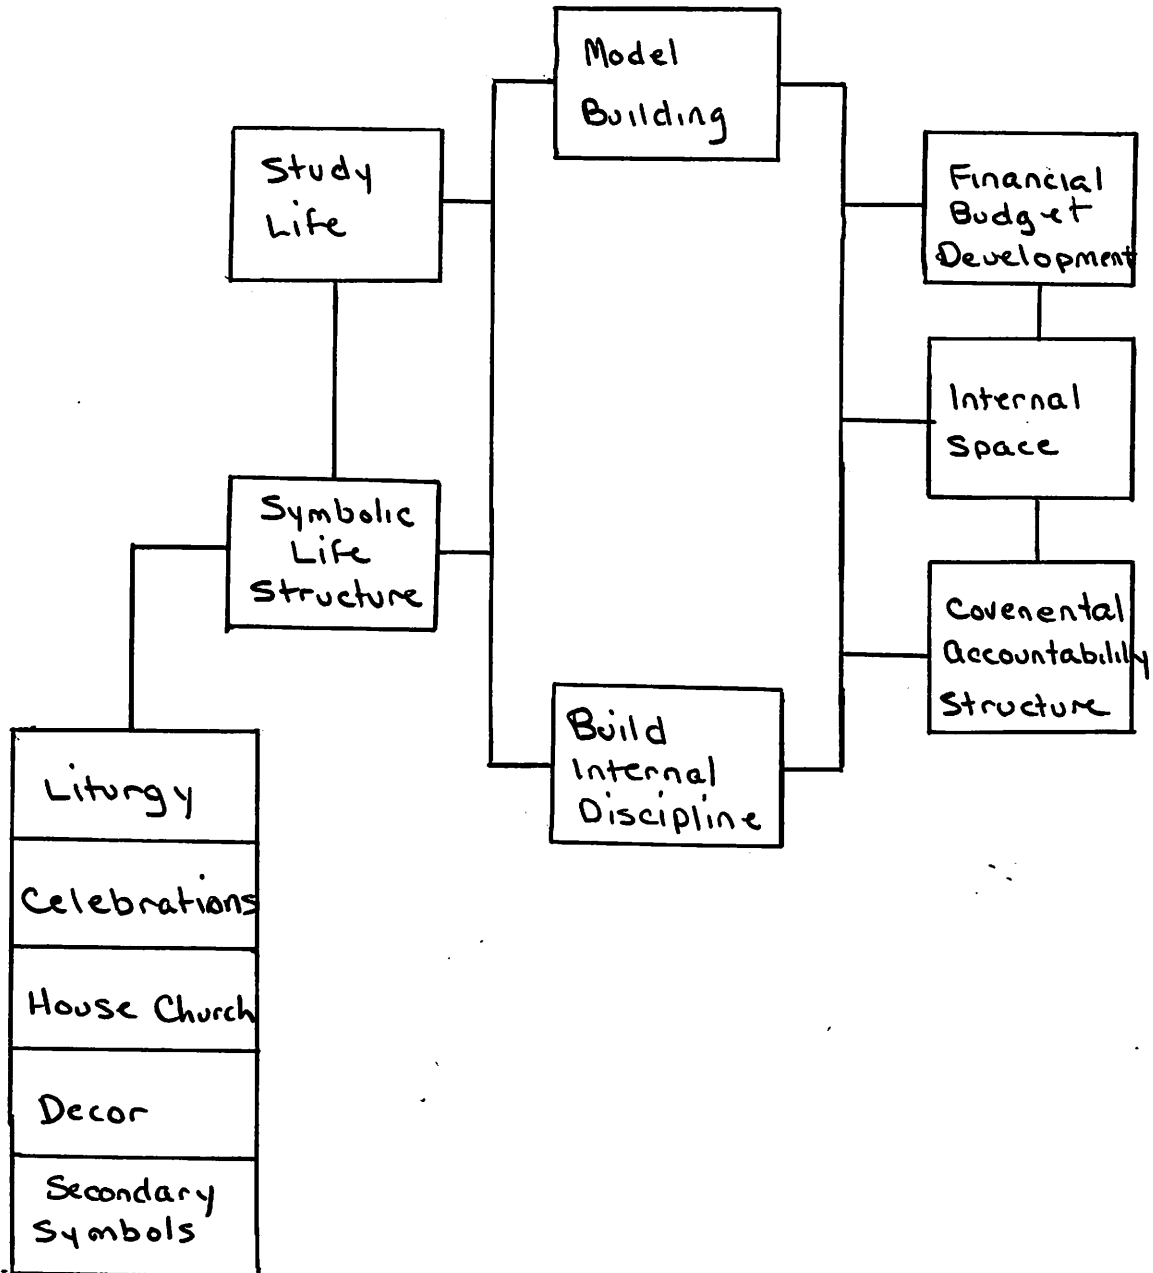 Model
Building
Study
Life
Financial
Budget
Development
Internal
Space
Symbolic
Life
Structure
Covenental
Accountability
Structure
Build
Internal
Discipline
Liturgy
Celebrations
House Church
Decor
Secondary
Symbols